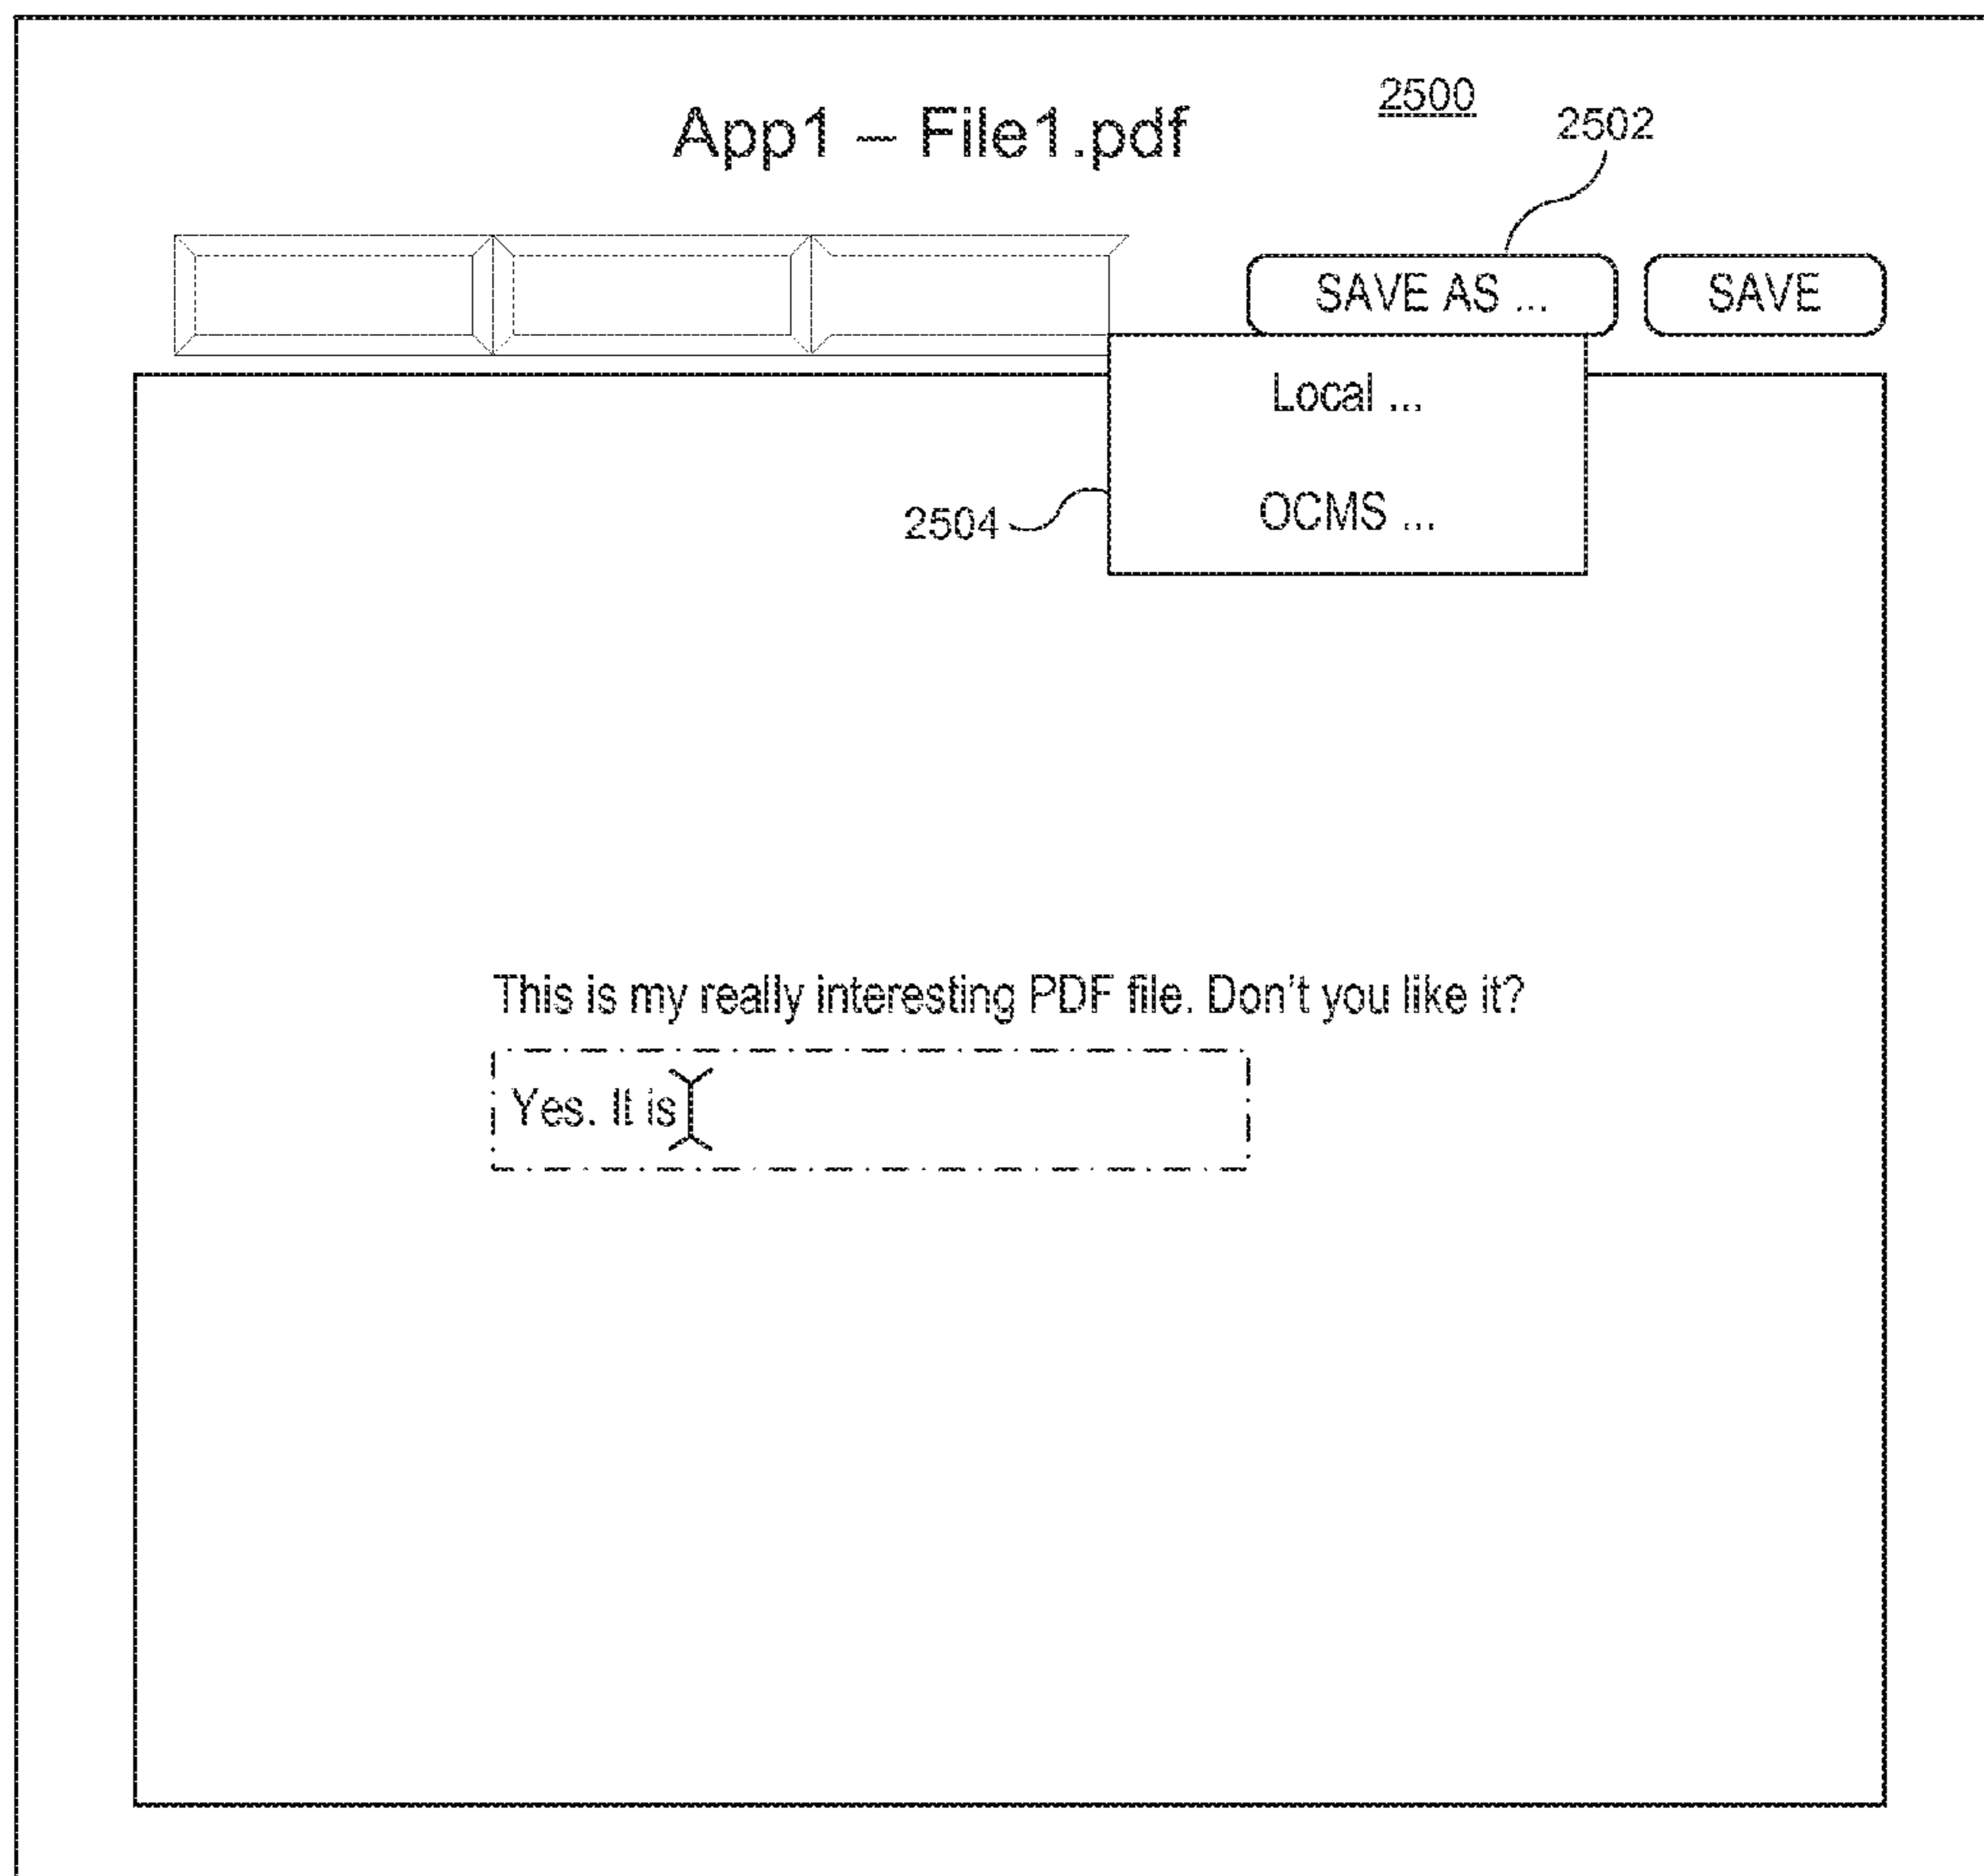 2500
App1 – File1.pdf
2502
SAVE AS ...
SAVE
Local ...
2504
OCMS ...
This is my really interesting PDF file. Don't you like it?
Yes. It is